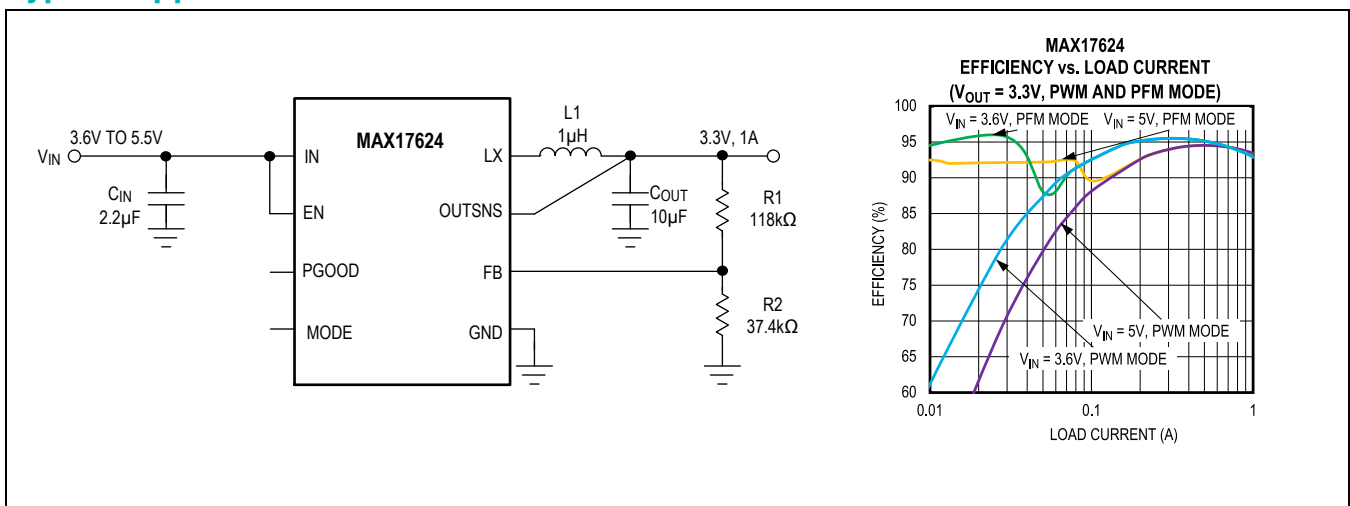 MAX17624
EFFICIENCY vs. LOAD CURRENT
(VOUT = 3.3V, PWM AND PFM MODE)
VIN
3.6V TO 5.5V
CIN
2.2µF
MAX17624
IN
EN
PGOOD
MODE
LX
OUTSNS
FB
GND
L1
1µH
3.3V, 1A
COUT
10µF
R1
118kΩ
R2
37.4kΩ
EFFICIENCY (%)
100
95
90
85
80
75
70
65
60
VIN = 3.6V, PFM MODE
VIN = 5V, PFM MODE
VIN = 5V, PWM MODE
VIN = 3.6V, PWM MODE
0.01
0.1
1
LOAD CURRENT (A)